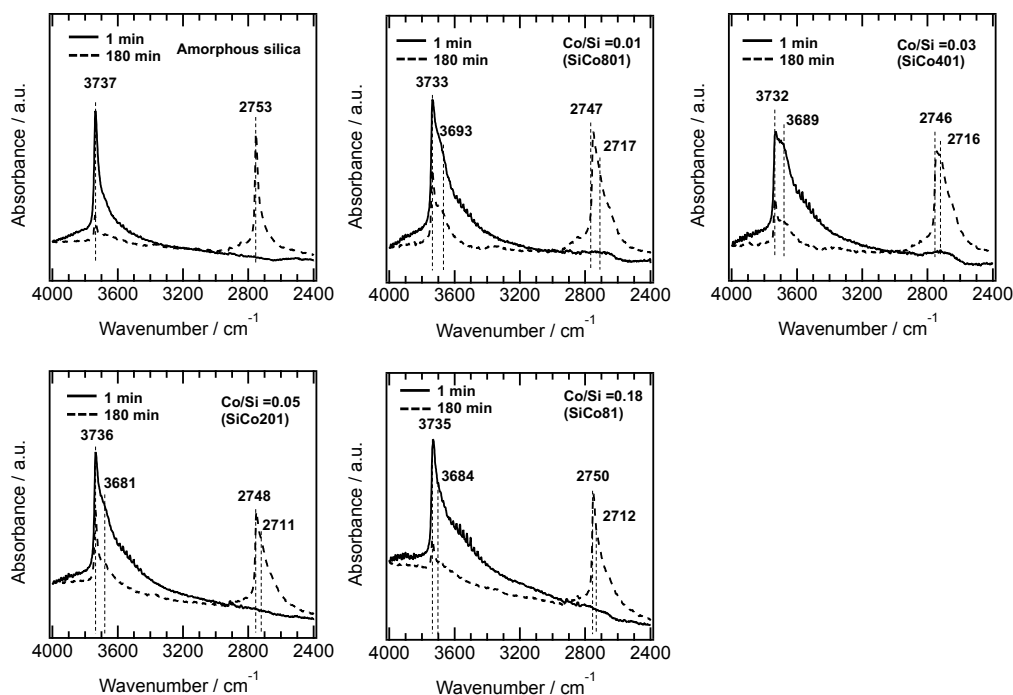 1 min
180 min
Amorphous silica
3737
2753
Absorbance / a.u.
4000 3600 3200 2800 2400
Wavenumber / cm-1
1 min
180 min
Co/Si =0.01
(SiCo801)
3733
3693
2747
2717
Absorbance / a.u.
4000 3600 3200 2800 2400
Wavenumber / cm-1
1 min
180 min
Co/Si =0.03
(SiCo401)
3732
3689
2746
2716
Absorbance / a.u.
4000 3600 3200 2800 2400
Wavenumber / cm-1
1 min
180 min
Co/Si =0.05
(SiCo201)
3736
3681
2748
2711
Absorbance / a.u.
4000 3600 3200 2800 2400
Wavenumber / cm-1
1 min
180 min
Co/Si =0.18
(SiCo81)
3735
3684
2750
2712
Absorbance / a.u.
4000 3600 3200 2800 2400
Wavenumber / cm-1